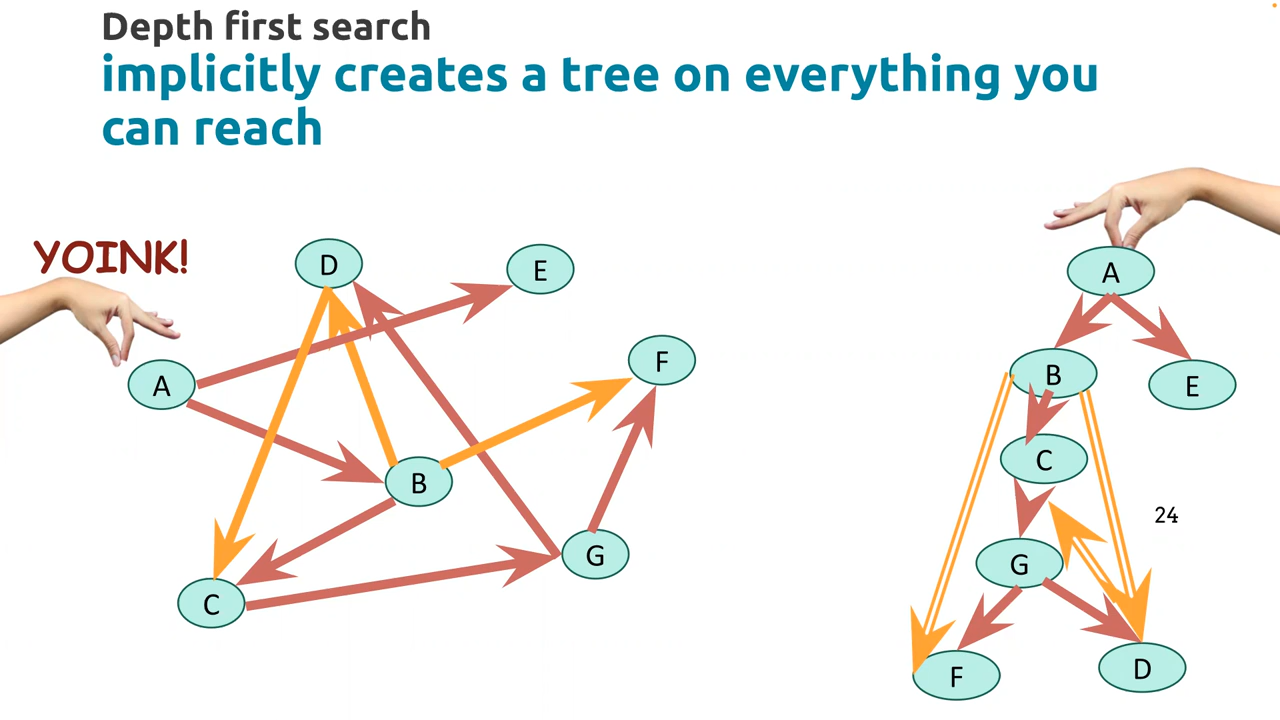 Depth first search
implicitly creates a tree on everything you
can reach
YOINK!
D
E
A
F
B
G
C
A
B
E
C
24
G
F
D